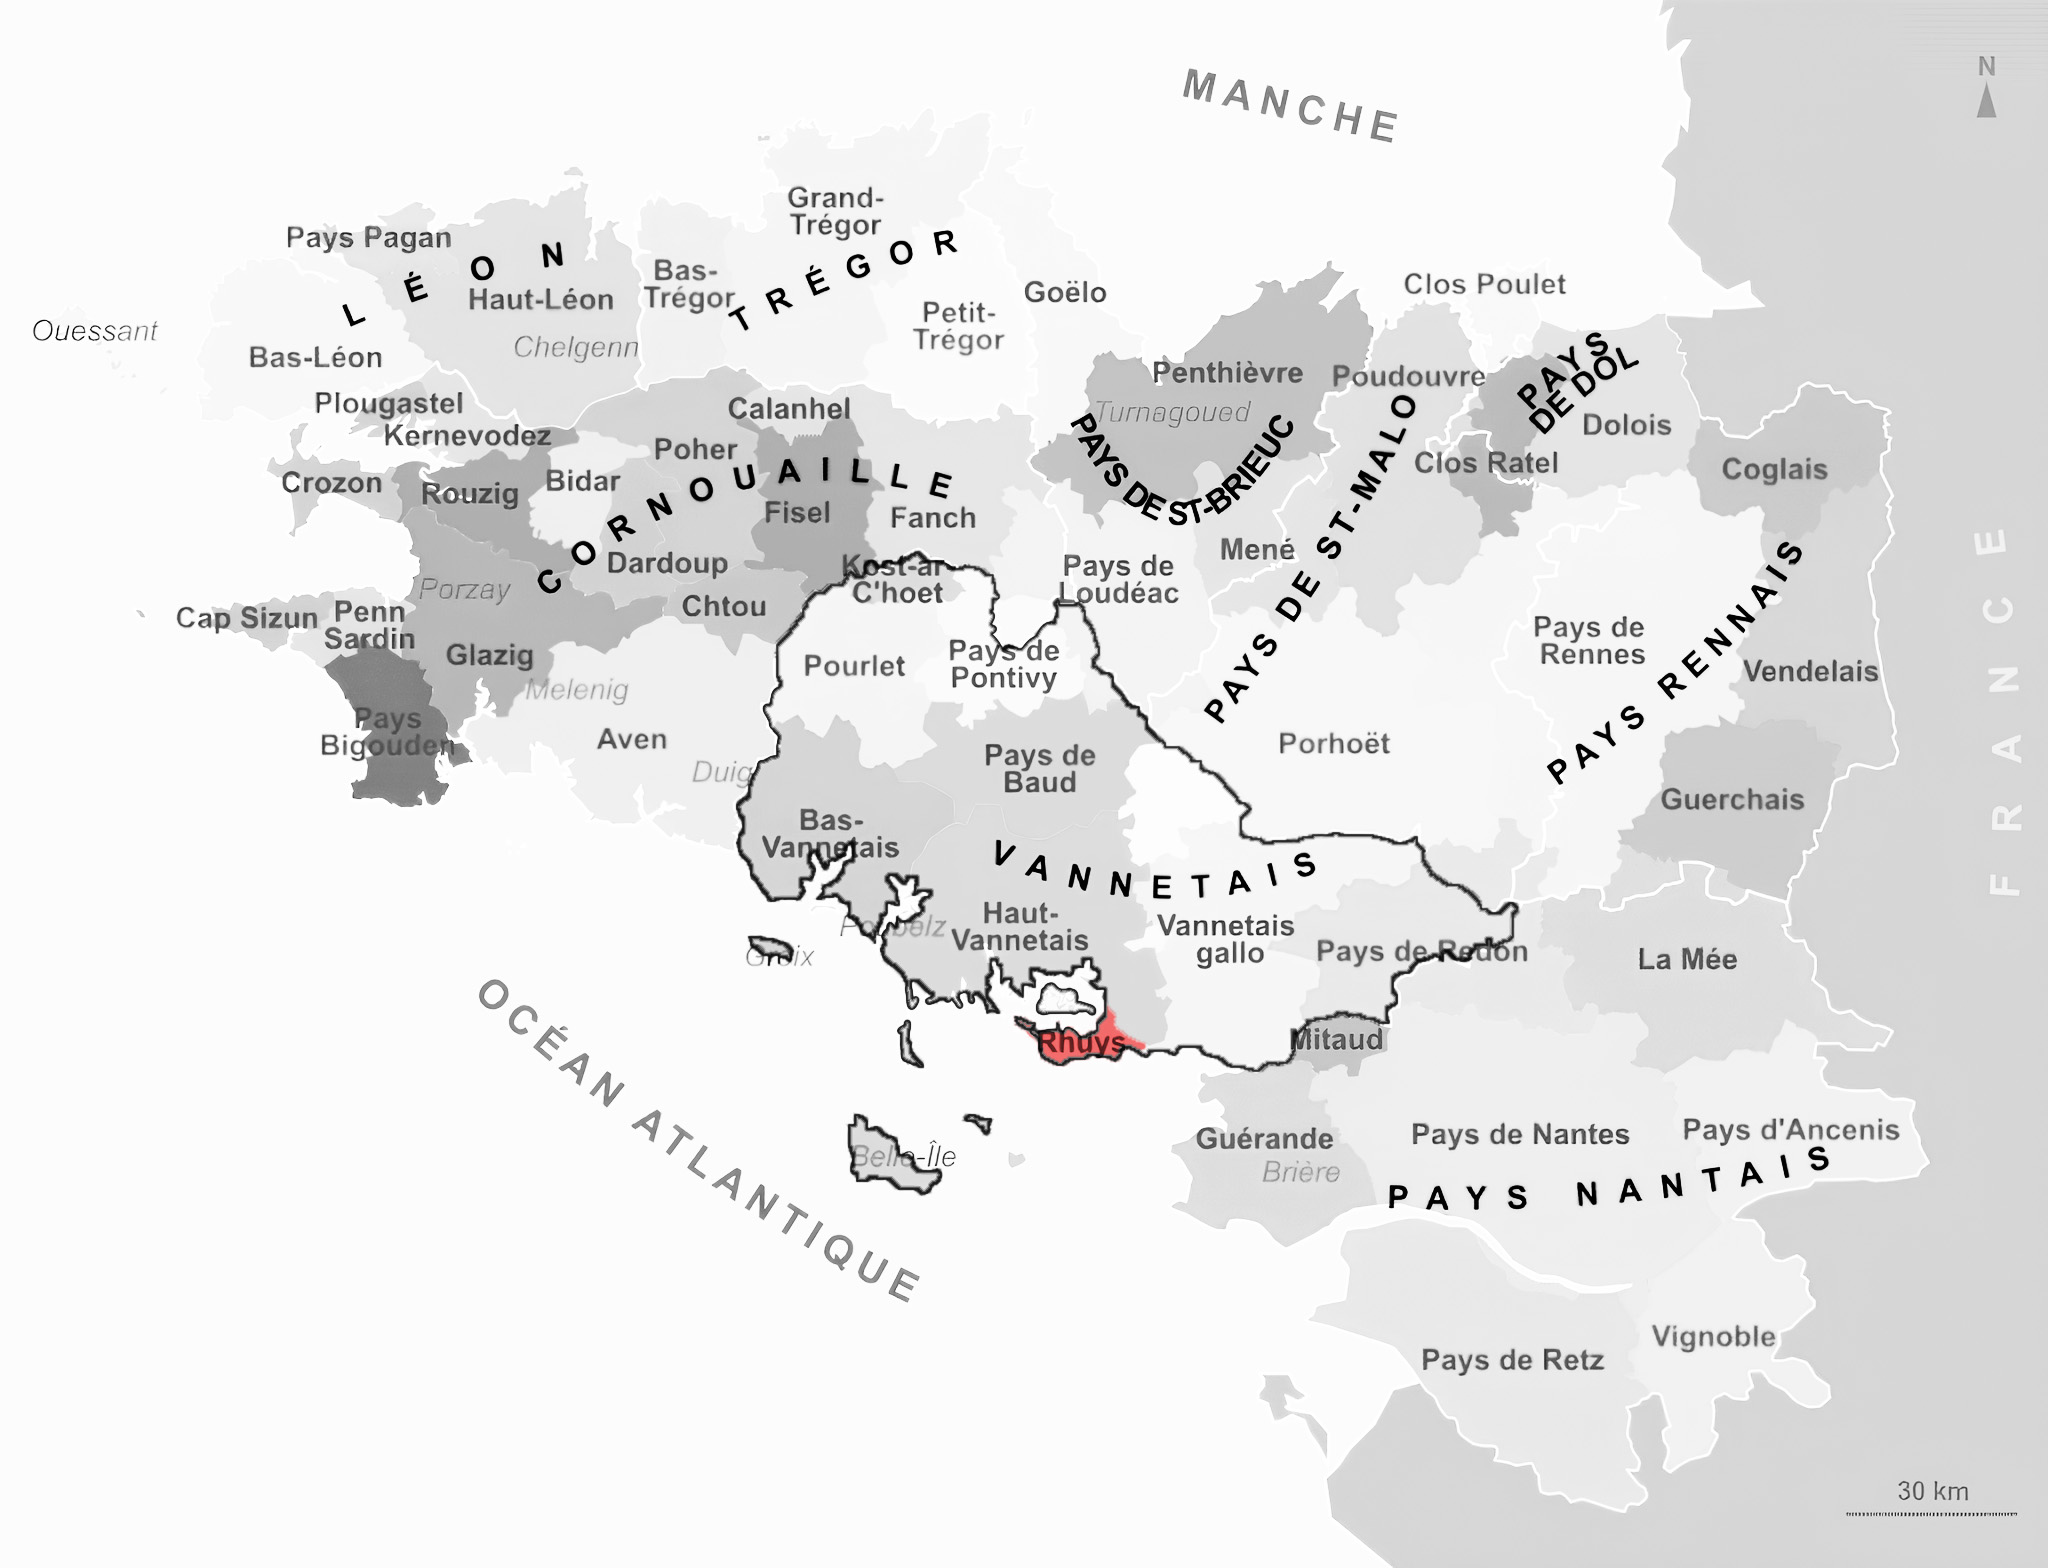 MANCHE
N
Grand-
Trégor
Pays Pagan
LÉON
Haut-Léon
Bas-
Trégor
TRÉGOR
Goëlo
Clos Poulet
Petit-
Trégor
Ouessant
Chelgenn
Bas-Léon
PAYS
DE DOL
Penthièvre
Poudouvre
Plougastel
Calanhel
Turnagoued
Dolois
Kernevodez
Poher
PAYS DE ST-BRIEUC
PAYS DE ST-MALO
Clos Ratel
Coglais
Crozon
Rouzig
Bidar
CORNOUAILLE
Fisel
Fanch
Mené
Dardoup
Kost-ar
C'hoet
Pays de
Loudéac
FRANCE
Porzay
Cap Sizun
Penn
Sardin
Chtou
Pays de
Rennes
PAYS RENNAIS
Glazig
Pourlet
Pays de
Pontivy
Vendelais
Melenig
Pays
Bigouden
Aven
Porhoët
Duig
Pays de
Baud
Guerchais
Bas-
Vannetais
VANNETAIS
Haut-
Vannetais
Vannetais
gallo
Pays de Redon
La Mée
Groix
Rhuys
Mitaud
OCÉAN ATLANTIQUE
Belle-Île
Guérande
Brière
Pays de Nantes
Pays d'Ancenis
PAYS NANTAIS
Pays de Retz
Vignoble
30 km